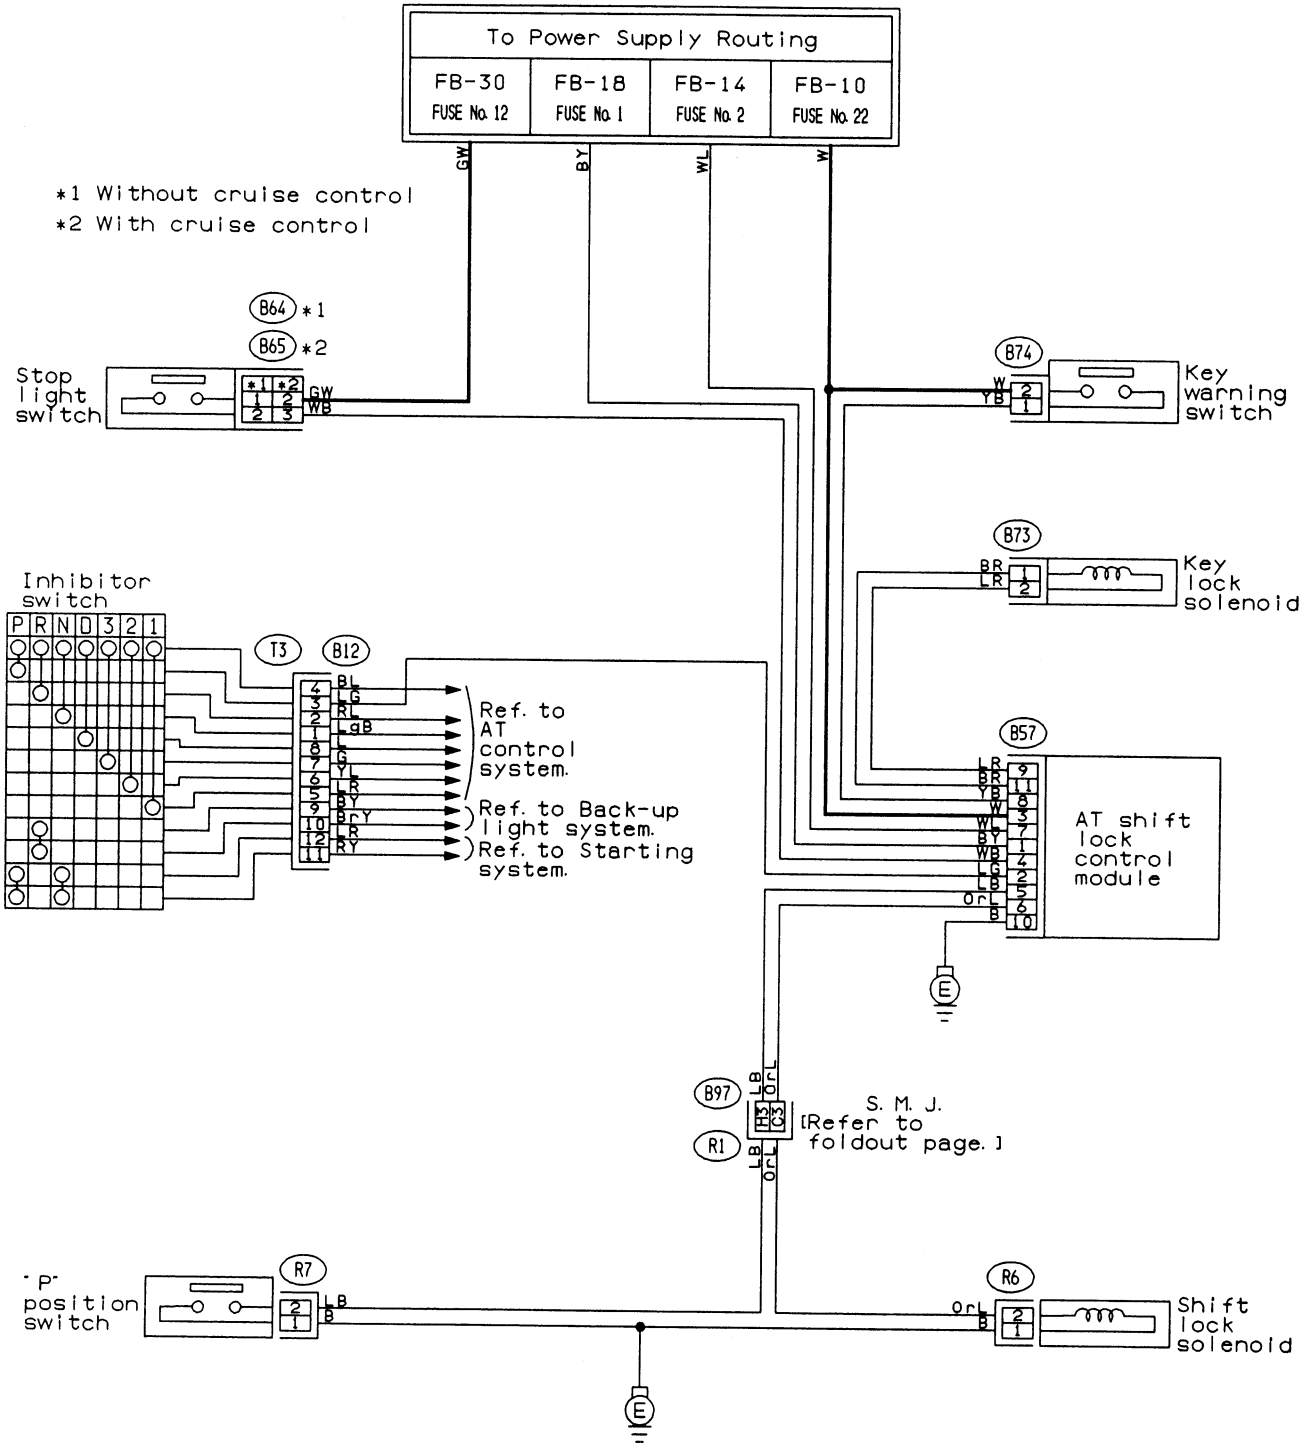 To Power Supply Routing
FB-30
FUSE No. 12
FB-18
FUSE No. 1
FB-14
FUSE No. 2
FB-10
FUSE No. 22
GW
BY
WL
W
*1 Without cruise control
*2 With cruise control
B64 *1
B65 *2
Stop
light
switch
*1 *2
1 2
2 3
GW
WB
B74
W
YB
2
1
Key
warning
switch
B73
BR
LR
1
2
Key
lock
solenoid
Inhibitor
switch
P R N D 3 2 1
T3
B12
4 BL
3 LG
2 RL
1 LgB
8 L
7 G
6 YL
5 LR
9 BY
10 BrY
12 LR
11 RY
Ref. to
AT
control
system.
Ref. to Back-up
light system.
Ref. to Starting
system.
B57
LR 9
BR 11
YB 8
W 3
WL 7
BY 1
WB 4
LG 2
LB 5
OrL 6
B 10
AT shift
lock
control
module
E
B97
LB
OrL
H3
C3
R1
LB
OrL
S. M. J.
[Refer to
foldout page. ]
"P"
position
switch
R7
2
1
LB
B
E
R6
OrL
B
2
1
Shift
lock
solenoid